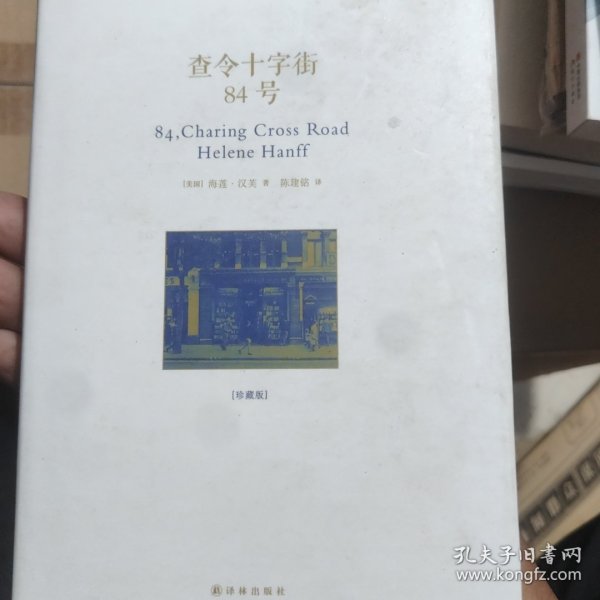 查令十字街
84号
84,Charing Cross Road
Helene Hanff
[美国] 海莲·汉芙 著 陈建铭 译
[珍藏版]
译林出版社
孔夫子旧书网
www.kongfz.com